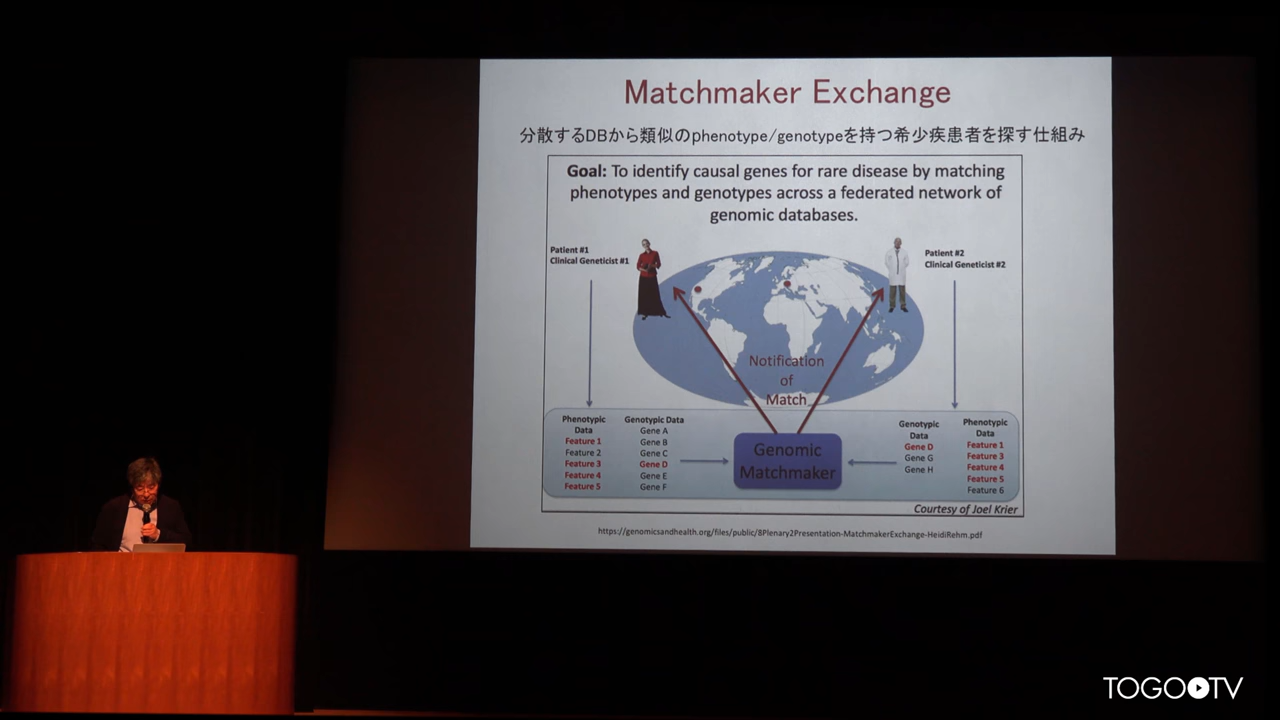 Matchmaker Exchange
分散するDBから類似のphenotype/genotypeを持つ希少疾患者を探す仕組み
Goal: To identify causal genes for rare disease by matching
phenotypes and genotypes across a federated network of
genomic databases.
Patient #1
Clinical Geneticist #1
Patient #2
Clinical Geneticist #2
Notification
of
Match
Phenotypic
Data
Feature 1
Feature 2
Feature 3
Feature 4
Feature 5
Genotypic Data
Gene A
Gene B
Gene C
Gene D
Gene E
Gene F
Genomic
Matchmaker
Genotypic
Data
Gene D
Gene G
Gene H
Phenotypic
Data
Feature 1
Feature 3
Feature 4
Feature 5
Feature 6
Courtesy of Joel Krier
https://genomicsandhealth.org/files/public/8Plenary2Presentation-MatchmakerExchange-HeidiRehm.pdf
TOGO TV